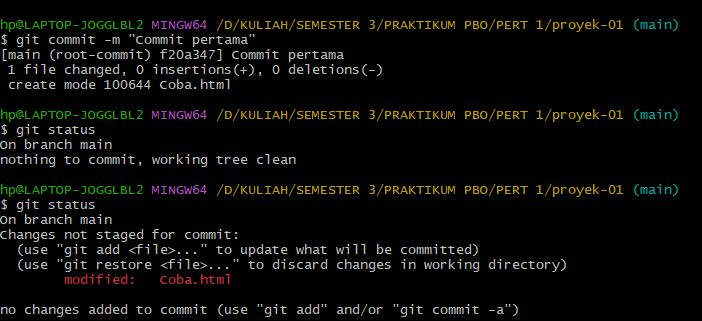 hp@LAPTOP-JOGGLBL2 MINGW64 /D/KULIAH/SEMESTER 3/PRAKTIKUM PBO/PERT 1/proyek-01 (main)
$ git commit -m "Commit pertama"
[main (root-commit) f20a347] Commit pertama
 1 file changed, 0 insertions(+), 0 deletions(-)
 create mode 100644 Coba.html

hp@LAPTOP-JOGGLBL2 MINGW64 /D/KULIAH/SEMESTER 3/PRAKTIKUM PBO/PERT 1/proyek-01 (main)
$ git status
On branch main
nothing to commit, working tree clean

hp@LAPTOP-JOGGLBL2 MINGW64 /D/KULIAH/SEMESTER 3/PRAKTIKUM PBO/PERT 1/proyek-01 (main)
$ git status
On branch main
Changes not staged for commit:
  (use "git add <file>..." to update what will be committed)
  (use "git restore <file>..." to discard changes in working directory)
        modified:   Coba.html

no changes added to commit (use "git add" and/or "git commit -a")